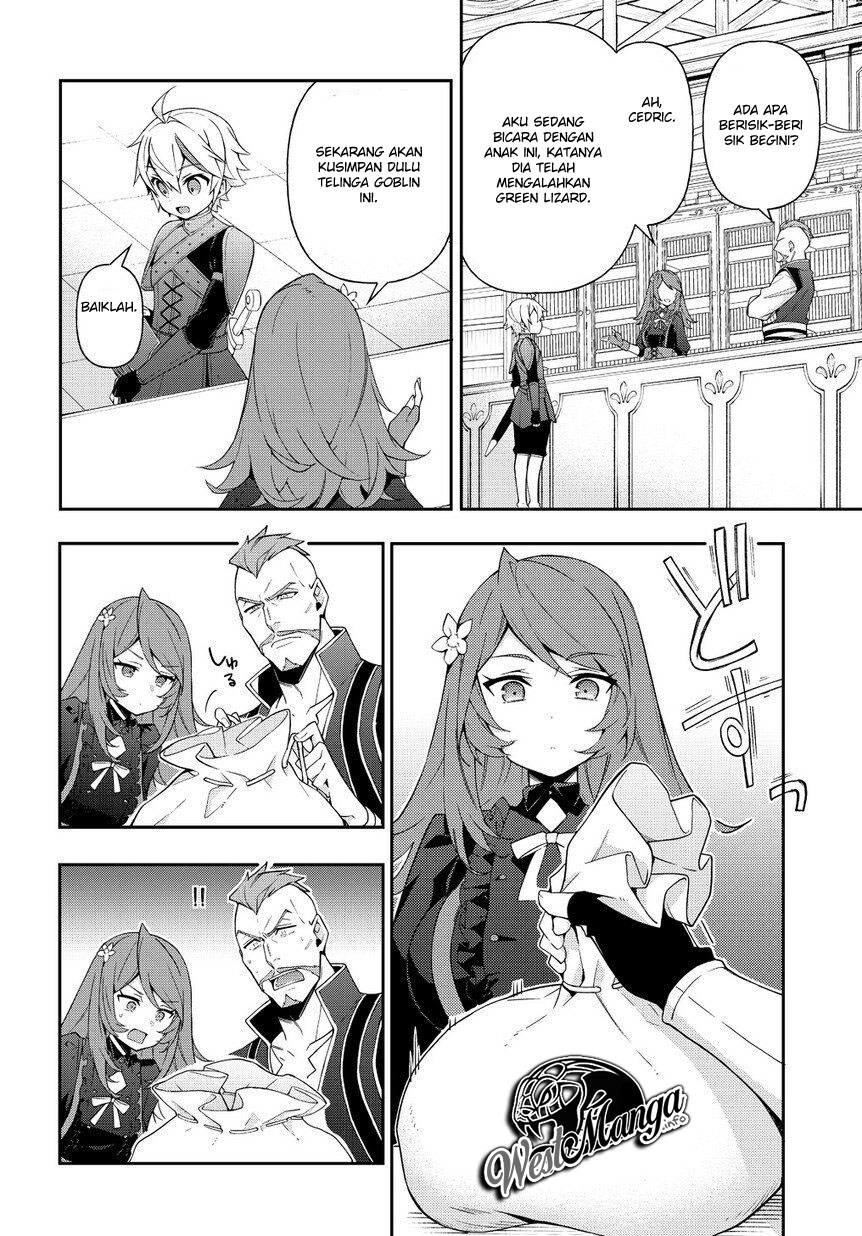 ADA APA
BERISIK-BERI
SIK BEGINI?
AH,
CEDRIC.
AKU SEDANG
BICARA DENGAN
ANAK INI, KATANYA
DIA TELAH
MENGALAHKAN
GREEN LIZARD.
SEKARANG AKAN
KUSIMPAN DULU
TELINGA GOBLIN
INI.
BAIKLAH.
どすっ
しゅる
!!
WestManga
.info